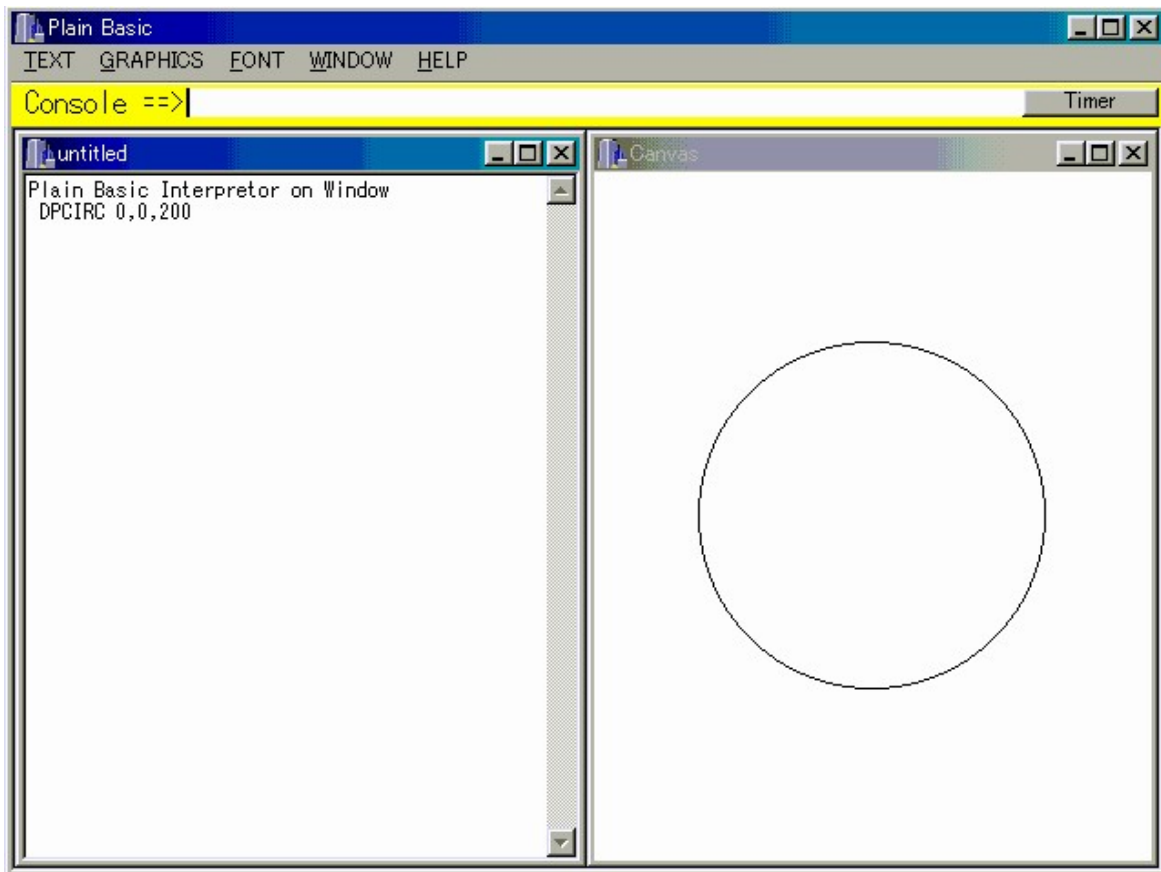 Plain Basic
TEXT GRAPHICS FONT WINDOW HELP
Console ==> Timer
untitled
Plain Basic Interpretor on Window
DPCIRC 0,0,200
Canvas